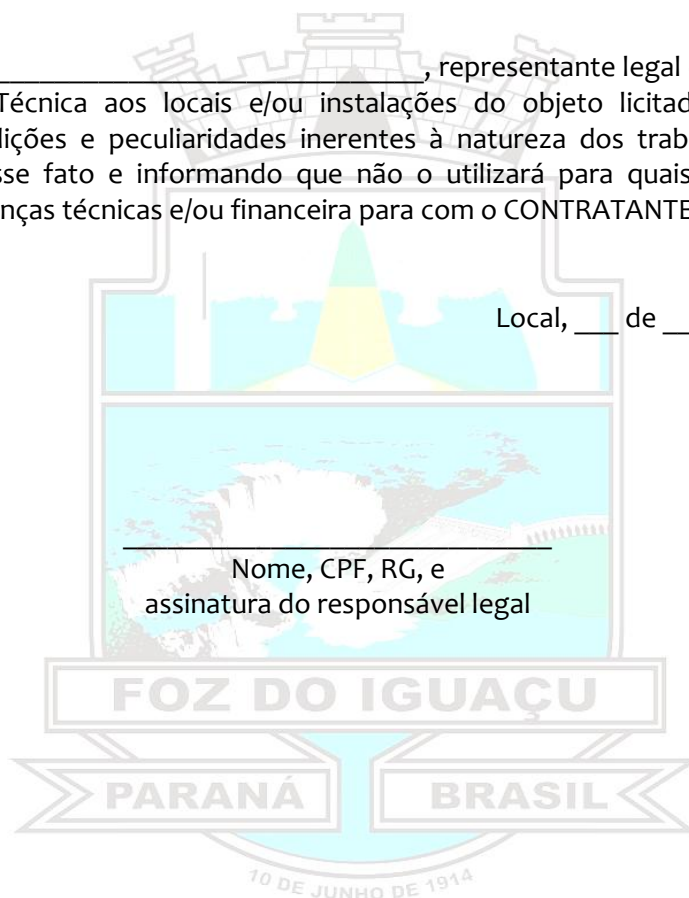 ________________________________, representante legal
Técnica aos locais e/ou instalações do objeto licitad
lições e peculiaridades inerentes à natureza dos trab
sse fato e informando que não o utilizará para quais
nças técnicas e/ou financeira para com o CONTRATANTE
Local, ___ de __
________________________________
Nome, CPF, RG, e
assinatura do responsável legal
FOZ DO IGUAÇU
PARANÁ BRASIL
10 DE JUNHO DE 1914